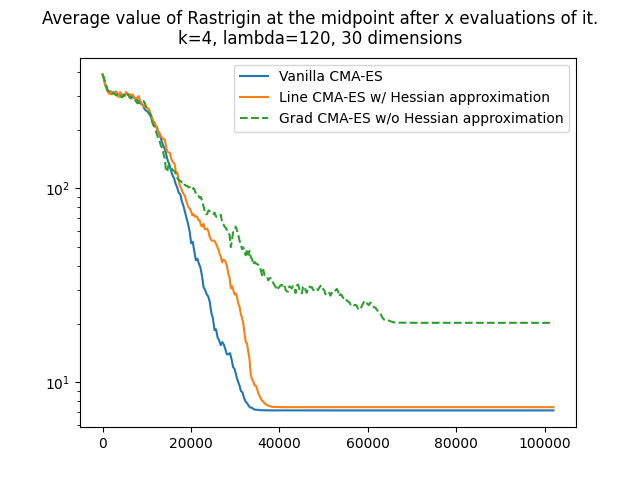 Average value of Rastrigin at the midpoint after x evaluations of it.
k=4, lambda=120, 30 dimensions
Vanilla CMA-ES
Line CMA-ES w/ Hessian approximation
Grad CMA-ES w/o Hessian approximation
10²
10¹
0 20000 40000 60000 80000 100000